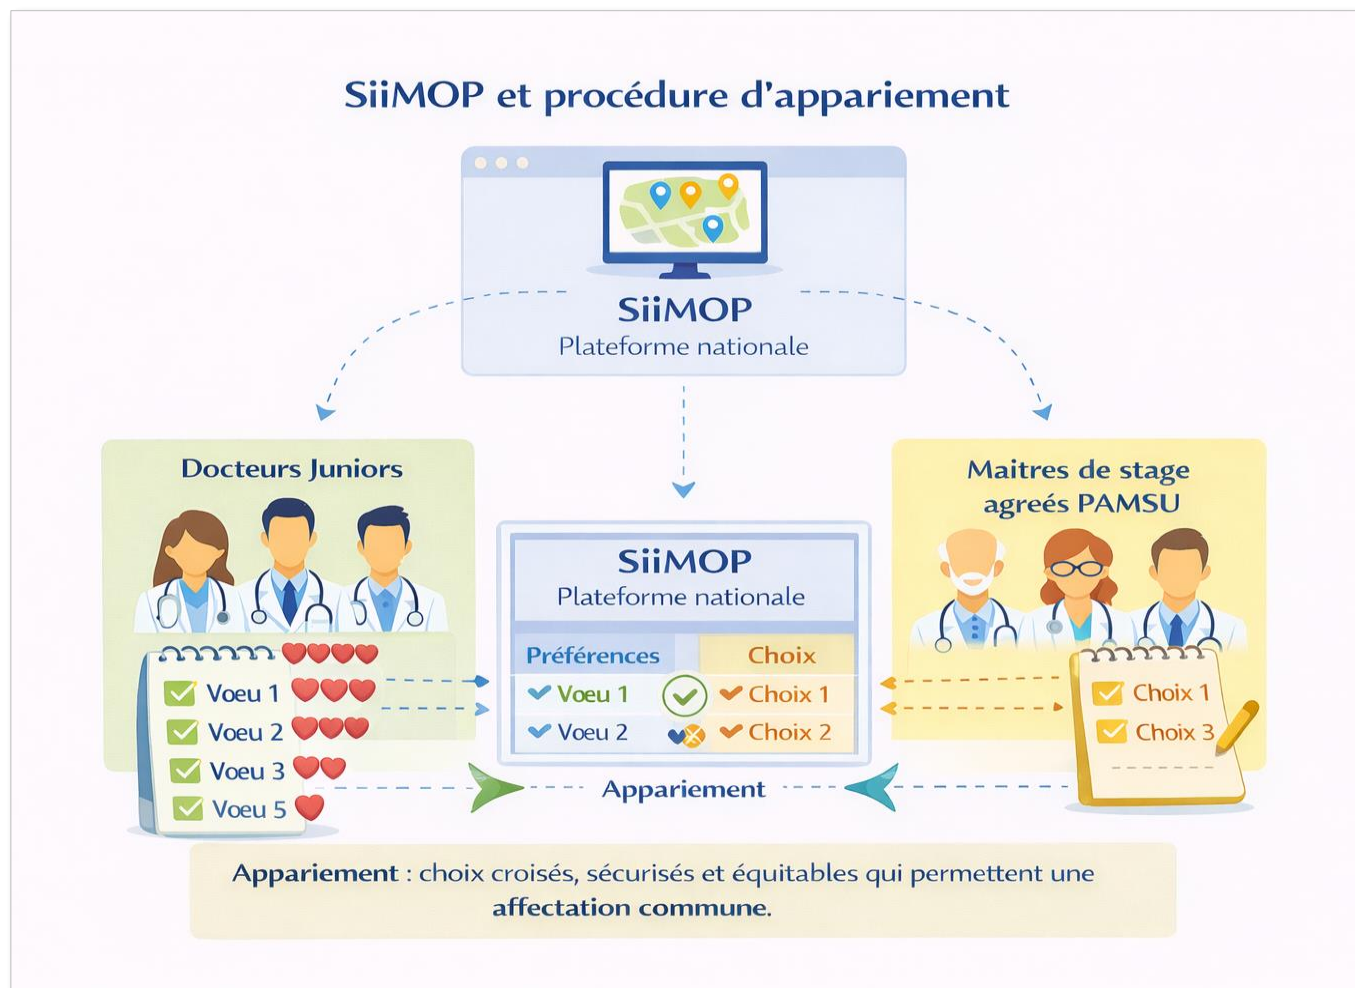 SiiMOP et procédure d'appariement
SiiMOP
Plateforme nationale
Docteurs Juniors
Voeu 1
Voeu 2
Voeu 3
Voeu 5
SiiMOP
Plateforme nationale
Préférences
Choix
Voeu 1
Choix 1
Voeu 2
Choix 2
Maitres de stage
agreés PAMSU
Choix 1
Choix 3
Appariement
Appariement : choix croisés, sécurisés et équitables qui permettent une
affectation commune.